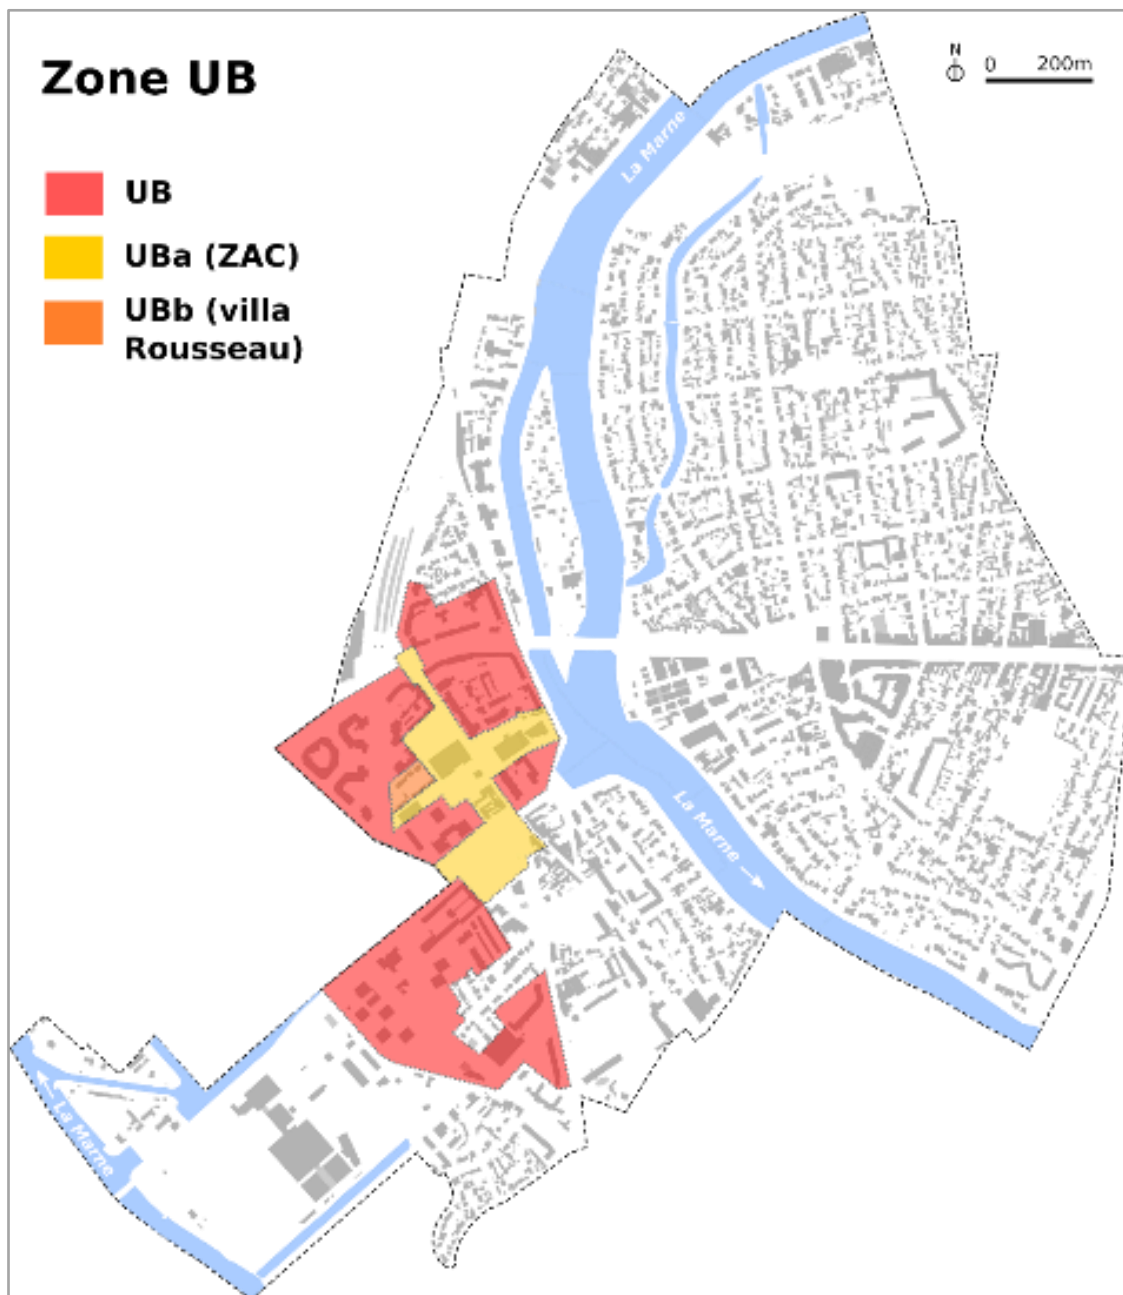 Zone UB
N
0 200m
UB
UBa (ZAC)
UBb (villa
Rousseau)
La Marne
La Marne
La Marne